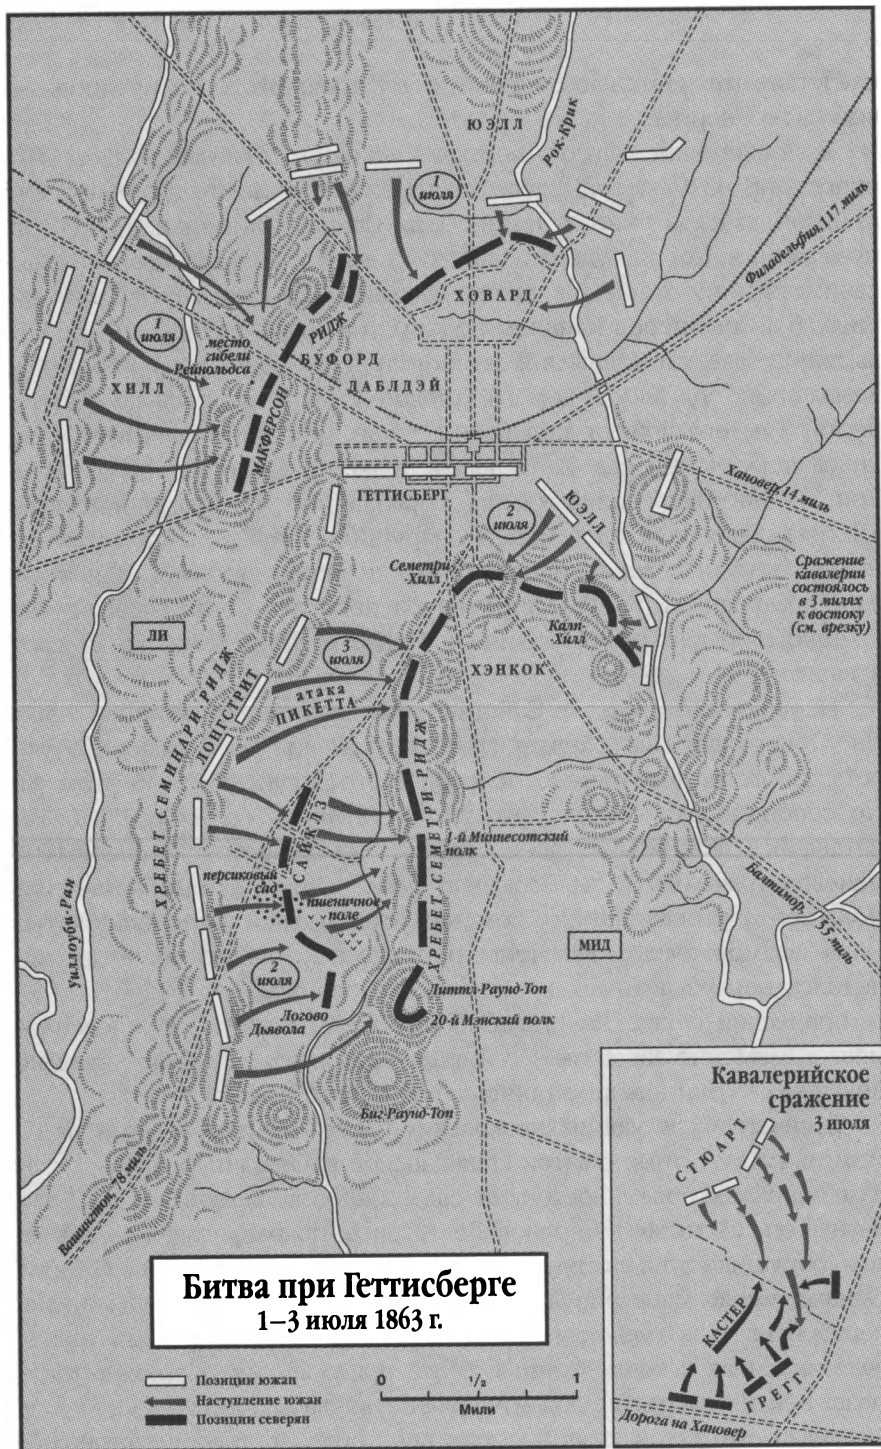 ЮЭЛЛ
Рок-Крик
1
июля
Филадельфия, 117 миль
ХОВАРД
1
июля
место
гибели
Рейнольдса
РИДЖ
БУФОРД
ХИЛЛ
ДАБЛДЭЙ
МАКФЕРСОН
ГЕТТИСБЕРГ
Хановер, 14 миль
2
июля
ЮЭЛЛ
Семетри
-Хилл
Сражение
кавалерии
состоялось
в 3 милях
к востоку
(см. врезку)
Калп-
Хилл
ЛИ
3
июля
ХЭНКОК
атака
ПИКЕТТА
ХРЕБЕТ СЕМИНАРИ-РИДЖ
ЛОНГСТРИТ
САЙКЛЗ
ХРЕБЕТ СЕМЕТРИ-РИДЖ
1-й Миннесотский
полк
персиковый
сад
пшеничное
поле
Балтимор, 55 миль
Уиллоуби-Ран
МИД
2
июля
Логово
Дьявола
Литтл-Раунд-Топ
20-й Мэнский полк
Биг-Раунд-Топ
Вашингтон, 78 миль
Кавалерийское
сражение
3 июля
СТЮАРТ
КАСТЕР
ГРЕГГ
Дорога на Хановер
Битва при Геттисберге
1–3 июля 1863 г.
Позиции южан
Наступление южан
Позиции северян
0 1/2 1
Мили